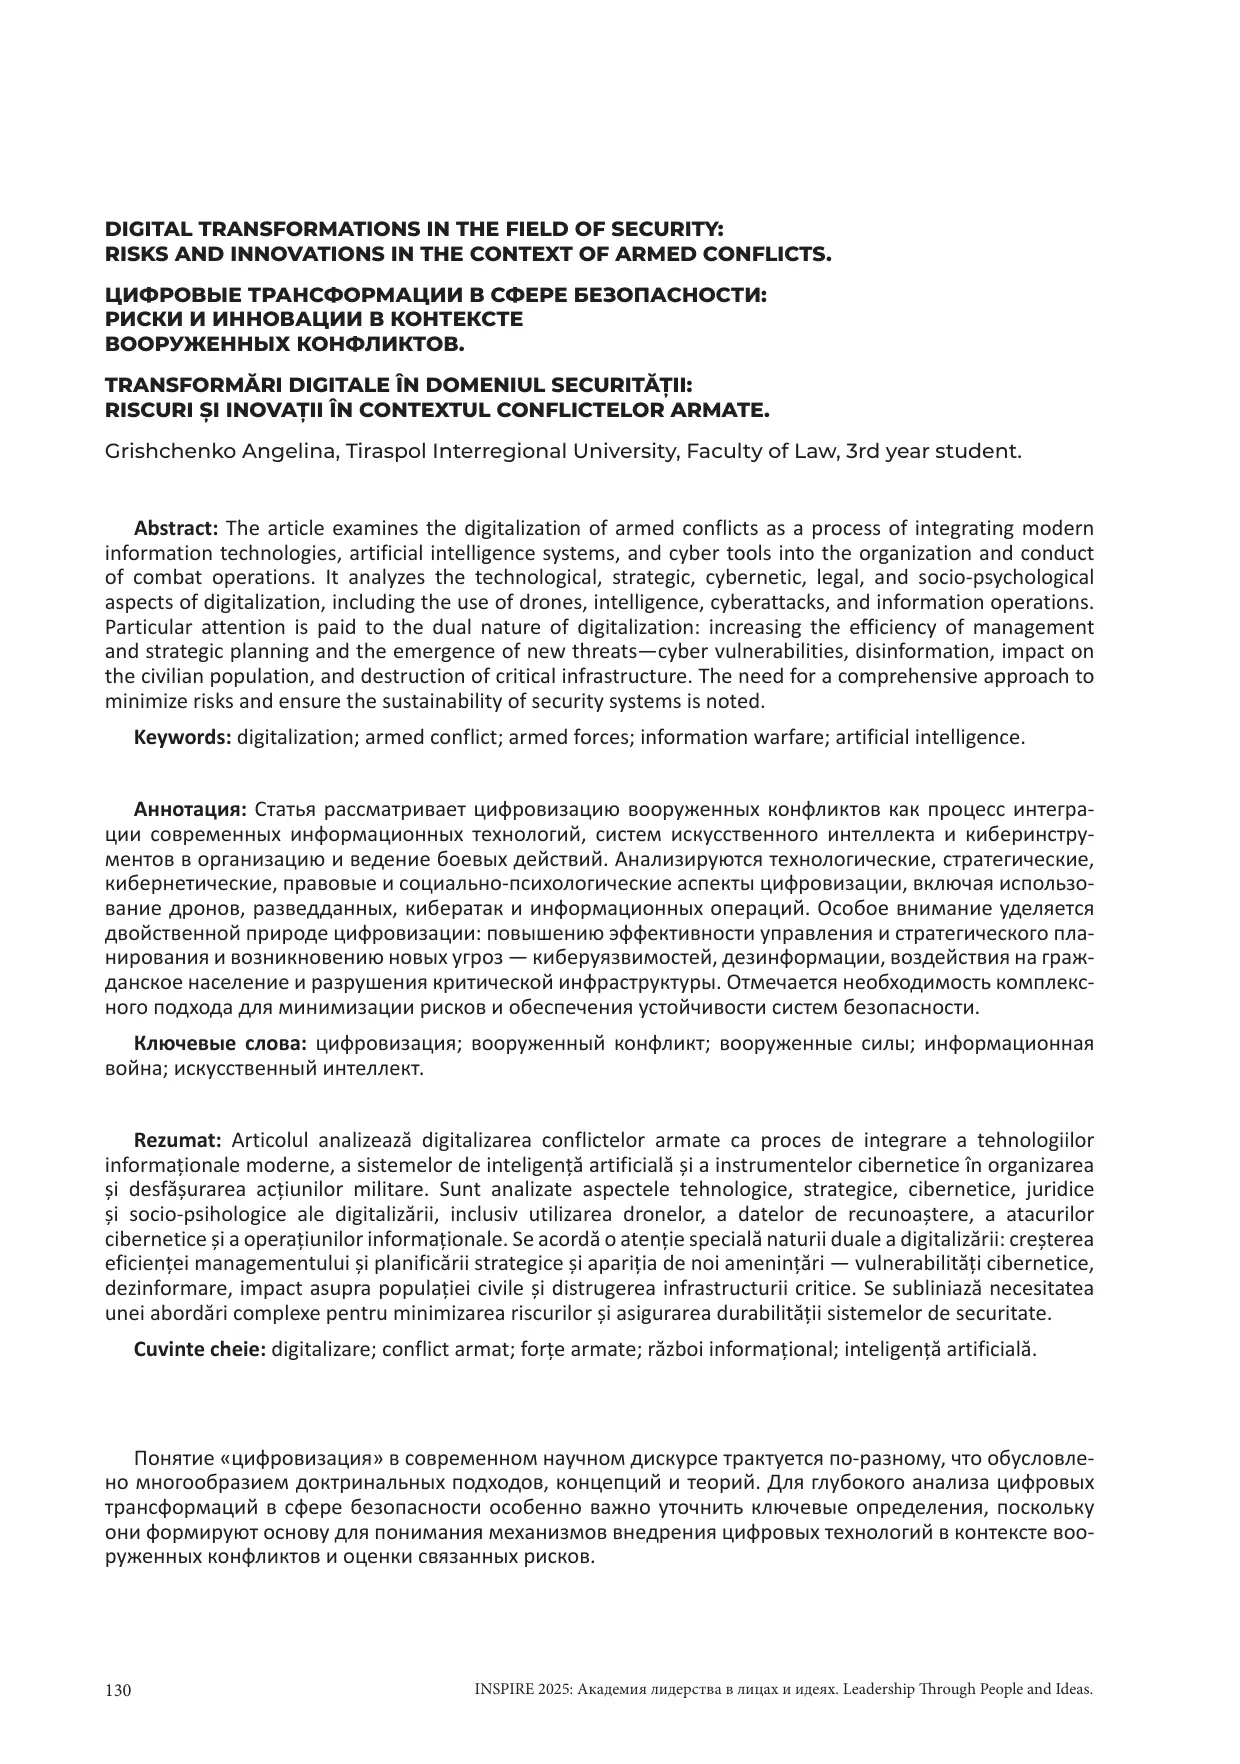 DIGITAL TRANSFORMATIONS IN THE FIELD OF SECURITY:
RISKS AND INNOVATIONS IN THE CONTEXT OF ARMED CONFLICTS.
ЦИФРОВЫЕ ТРАНСФОРМАЦИИ В СФЕРЕ БЕЗОПАСНОСТИ:
РИСКИ И ИННОВАЦИИ В КОНТЕКСТЕ
ВООРУЖЕННЫХ КОНФЛИКТОВ.
TRANSFORMĂRI DIGITALE ÎN DOMENIUL SECURITĂȚII:
RISCURI ȘI INOVAȚII ÎN CONTEXTUL CONFLICTELOR ARMATE.
Grishchenko Angelina, Tiraspol Interregional University, Faculty of Law, 3rd year student.
Abstract: The article examines the digitalization of armed conflicts as a process of integrating modern
information technologies, artificial intelligence systems, and cyber tools into the organization and conduct
of combat operations. It analyzes the technological, strategic, cybernetic, legal, and socio-psychological
aspects of digitalization, including the use of drones, intelligence, cyberattacks, and information operations.
Particular attention is paid to the dual nature of digitalization: increasing the efficiency of management
and strategic planning and the emergence of new threats—cyber vulnerabilities, disinformation, impact on
the civilian population, and destruction of critical infrastructure. The need for a comprehensive approach to
minimize risks and ensure the sustainability of security systems is noted.
Keywords: digitalization; armed conflict; armed forces; information warfare; artificial intelligence.
Аннотация: Статья рассматривает цифровизацию вооруженных конфликтов как процесс интегра-
ции современных информационных технологий, систем искусственного интеллекта и киберинстру-
ментов в организацию и ведение боевых действий. Анализируются технологические, стратегические,
кибернетические, правовые и социально-психологические аспекты цифровизации, включая использо-
вание дронов, разведданных, кибератак и информационных операций. Особое внимание уделяется
двойственной природе цифровизации: повышению эффективности управления и стратегического пла-
нирования и возникновению новых угроз — киберуязвимостей, дезинформации, воздействия на граж-
данское население и разрушения критической инфраструктуры. Отмечается необходимость комплекс-
ного подхода для минимизации рисков и обеспечения устойчивости систем безопасности.
Ключевые слова: цифровизация; вооруженный конфликт; вооруженные силы; информационная
война; искусственный интеллект.
Rezumat: Articolul analizează digitalizarea conflictelor armate ca proces de integrare a tehnologiilor
informaționale moderne, a sistemelor de inteligență artificială și a instrumentelor cibernetice în organizarea
și desfășurarea acțiunilor militare. Sunt analizate aspectele tehnologice, strategice, cibernetice, juridice
și socio-psihologice ale digitalizării, inclusiv utilizarea dronelor, a datelor de recunoaștere, a atacurilor
cibernetice și a operațiunilor informaționale. Se acordă o atenție specială naturii duale a digitalizării: creșterea
eficienței managementului și planificării strategice și apariția de noi amenințări — vulnerabilități cibernetice,
dezinformare, impact asupra populației civile și distrugerea infrastructurii critice. Se subliniază necesitatea
unei abordări complexe pentru minimizarea riscurilor și asigurarea durabilității sistemelor de securitate.
Cuvinte cheie: digitalizare; conflict armat; forțe armate; război informațional; inteligență artificială.
Понятие «цифровизация» в современном научном дискурсе трактуется по-разному, что обусловле-
но многообразием доктринальных подходов, концепций и теорий. Для глубокого анализа цифровых
трансформаций в сфере безопасности особенно важно уточнить ключевые определения, поскольку
они формируют основу для понимания механизмов внедрения цифровых технологий в контексте воо-
руженных конфликтов и оценки связанных рисков.
130 INSPIRE 2025: Академия лидерства в лицах и идеях. Leadership Through People and Ideas.